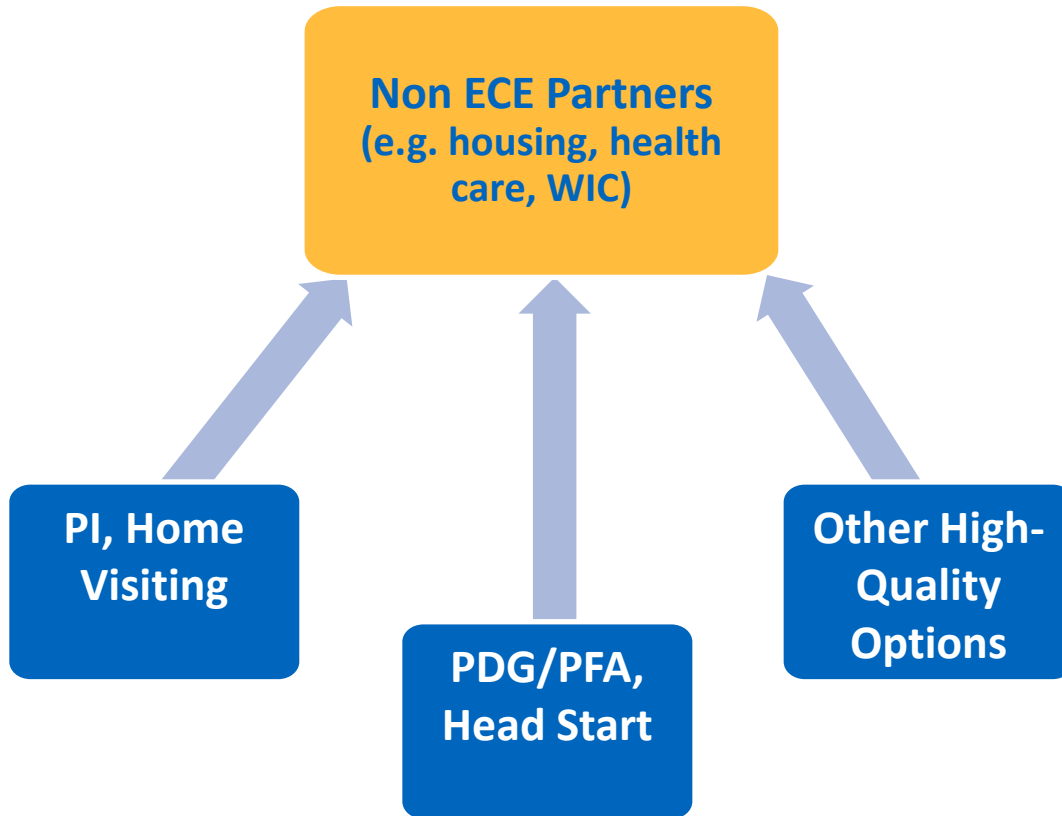 Non ECE Partners
(e.g. housing, health
care, WIC)
PI, Home
Visiting
PDG/PFA,
Head Start
Other High-
Quality
Options